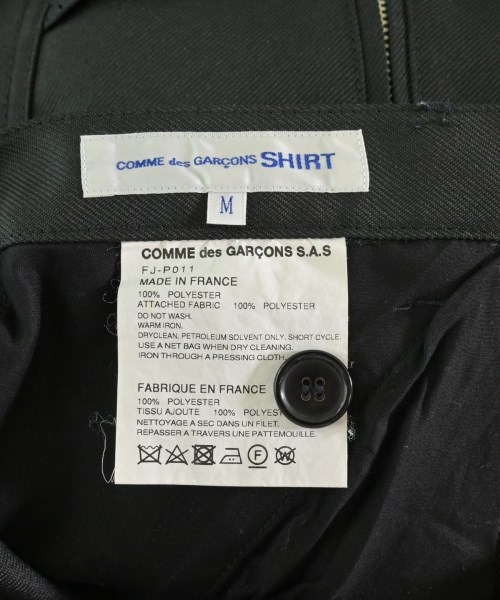 COMME des GARÇONS SHIRT
M
COMME des GARÇONS S.A.S
FJ-P011
MADE IN FRANCE
100% POLYESTER
ATTACHED FABRIC 100% POLYESTER
DO NOT WASH.
WARM IRON.
DRYCLEAN, PETROLEUM SOLVENT ONLY, SHORT CYCLE.
USE A NET BAG WHEN DRY CLEANING.
IRON THROUGH A PRESSING CLOTH.
FABRIQUE EN FRANCE
100% POLYESTER
TISSU AJOUTE 100% POLYESTER
NETTOYAGE A SEC DANS UN FILET.
REPASSER A TRAVERS UNE PATTEMOUILLE.
F